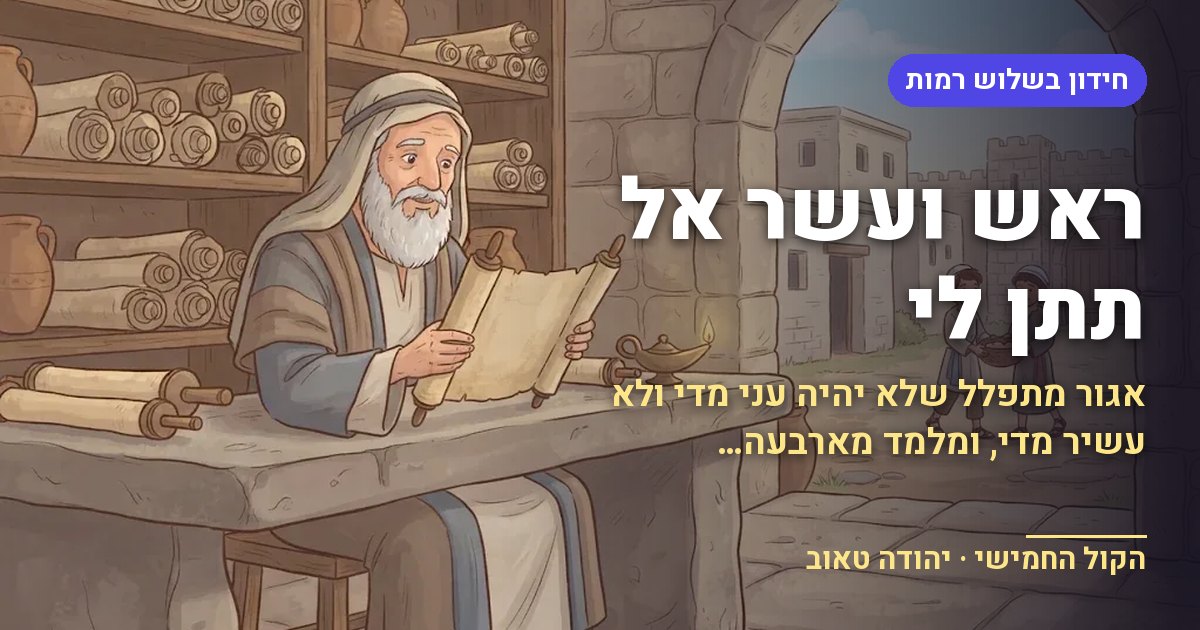 חידון בשלוש רמות
ראש ועשר אל
תתן לי
אגור מתפלל שלא יהיה עני מדי ולא
עשיר מדי, ומלמד מארבעה...
הקול החמישי · יהודה טאוב